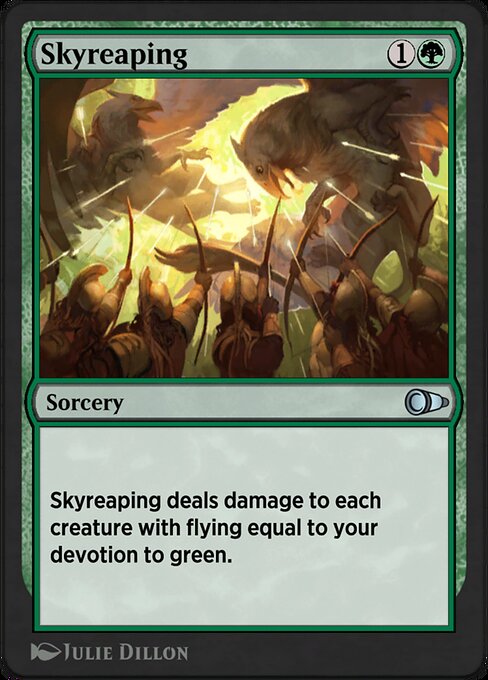 Skyreaping 1
Sorcery
Skyreaping deals damage to each
creature with flying equal to your
devotion to green.
JULIE DILLON